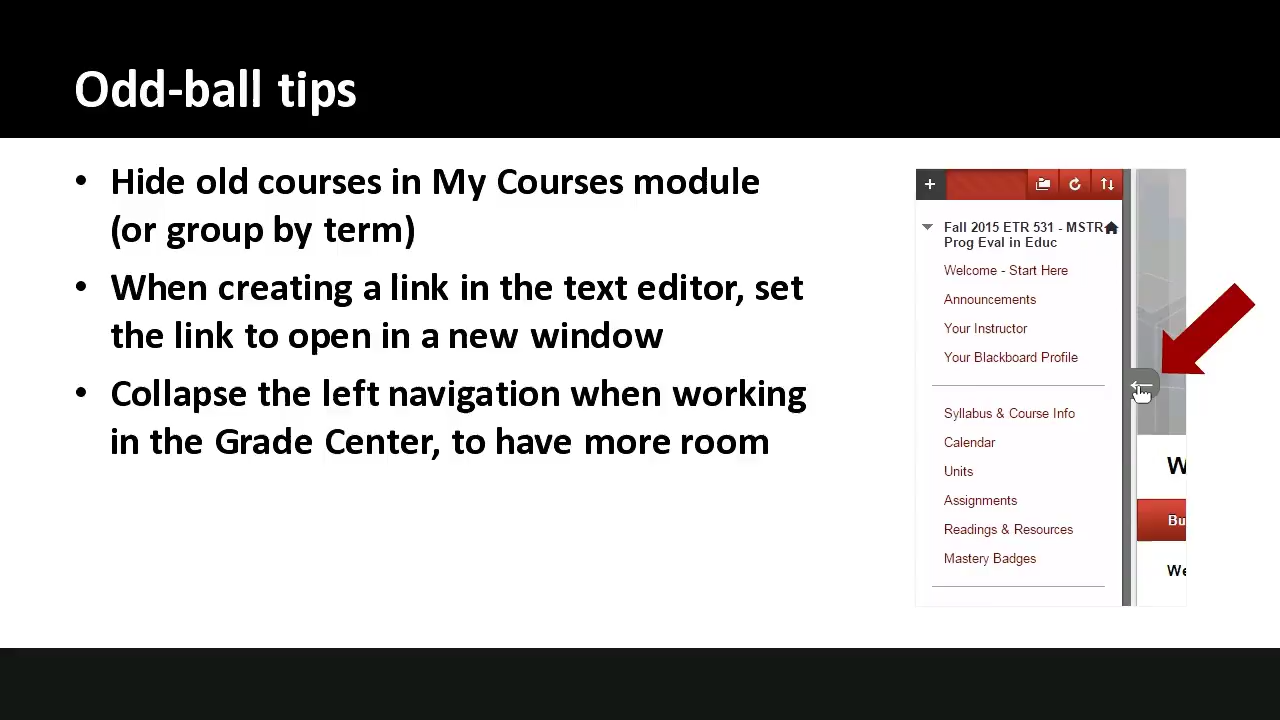 Odd-ball tips
• Hide old courses in My Courses module
(or group by term)
• When creating a link in the text editor, set
the link to open in a new window
• Collapse the left navigation when working
in the Grade Center, to have more room
Fall 2015 ETR 531 - MSTR
Prog Eval in Educ
Welcome - Start Here
Announcements
Your Instructor
Your Blackboard Profile
Syllabus & Course Info
Calendar
Units
Assignments
Readings & Resources
Mastery Badges
W
Bu
We